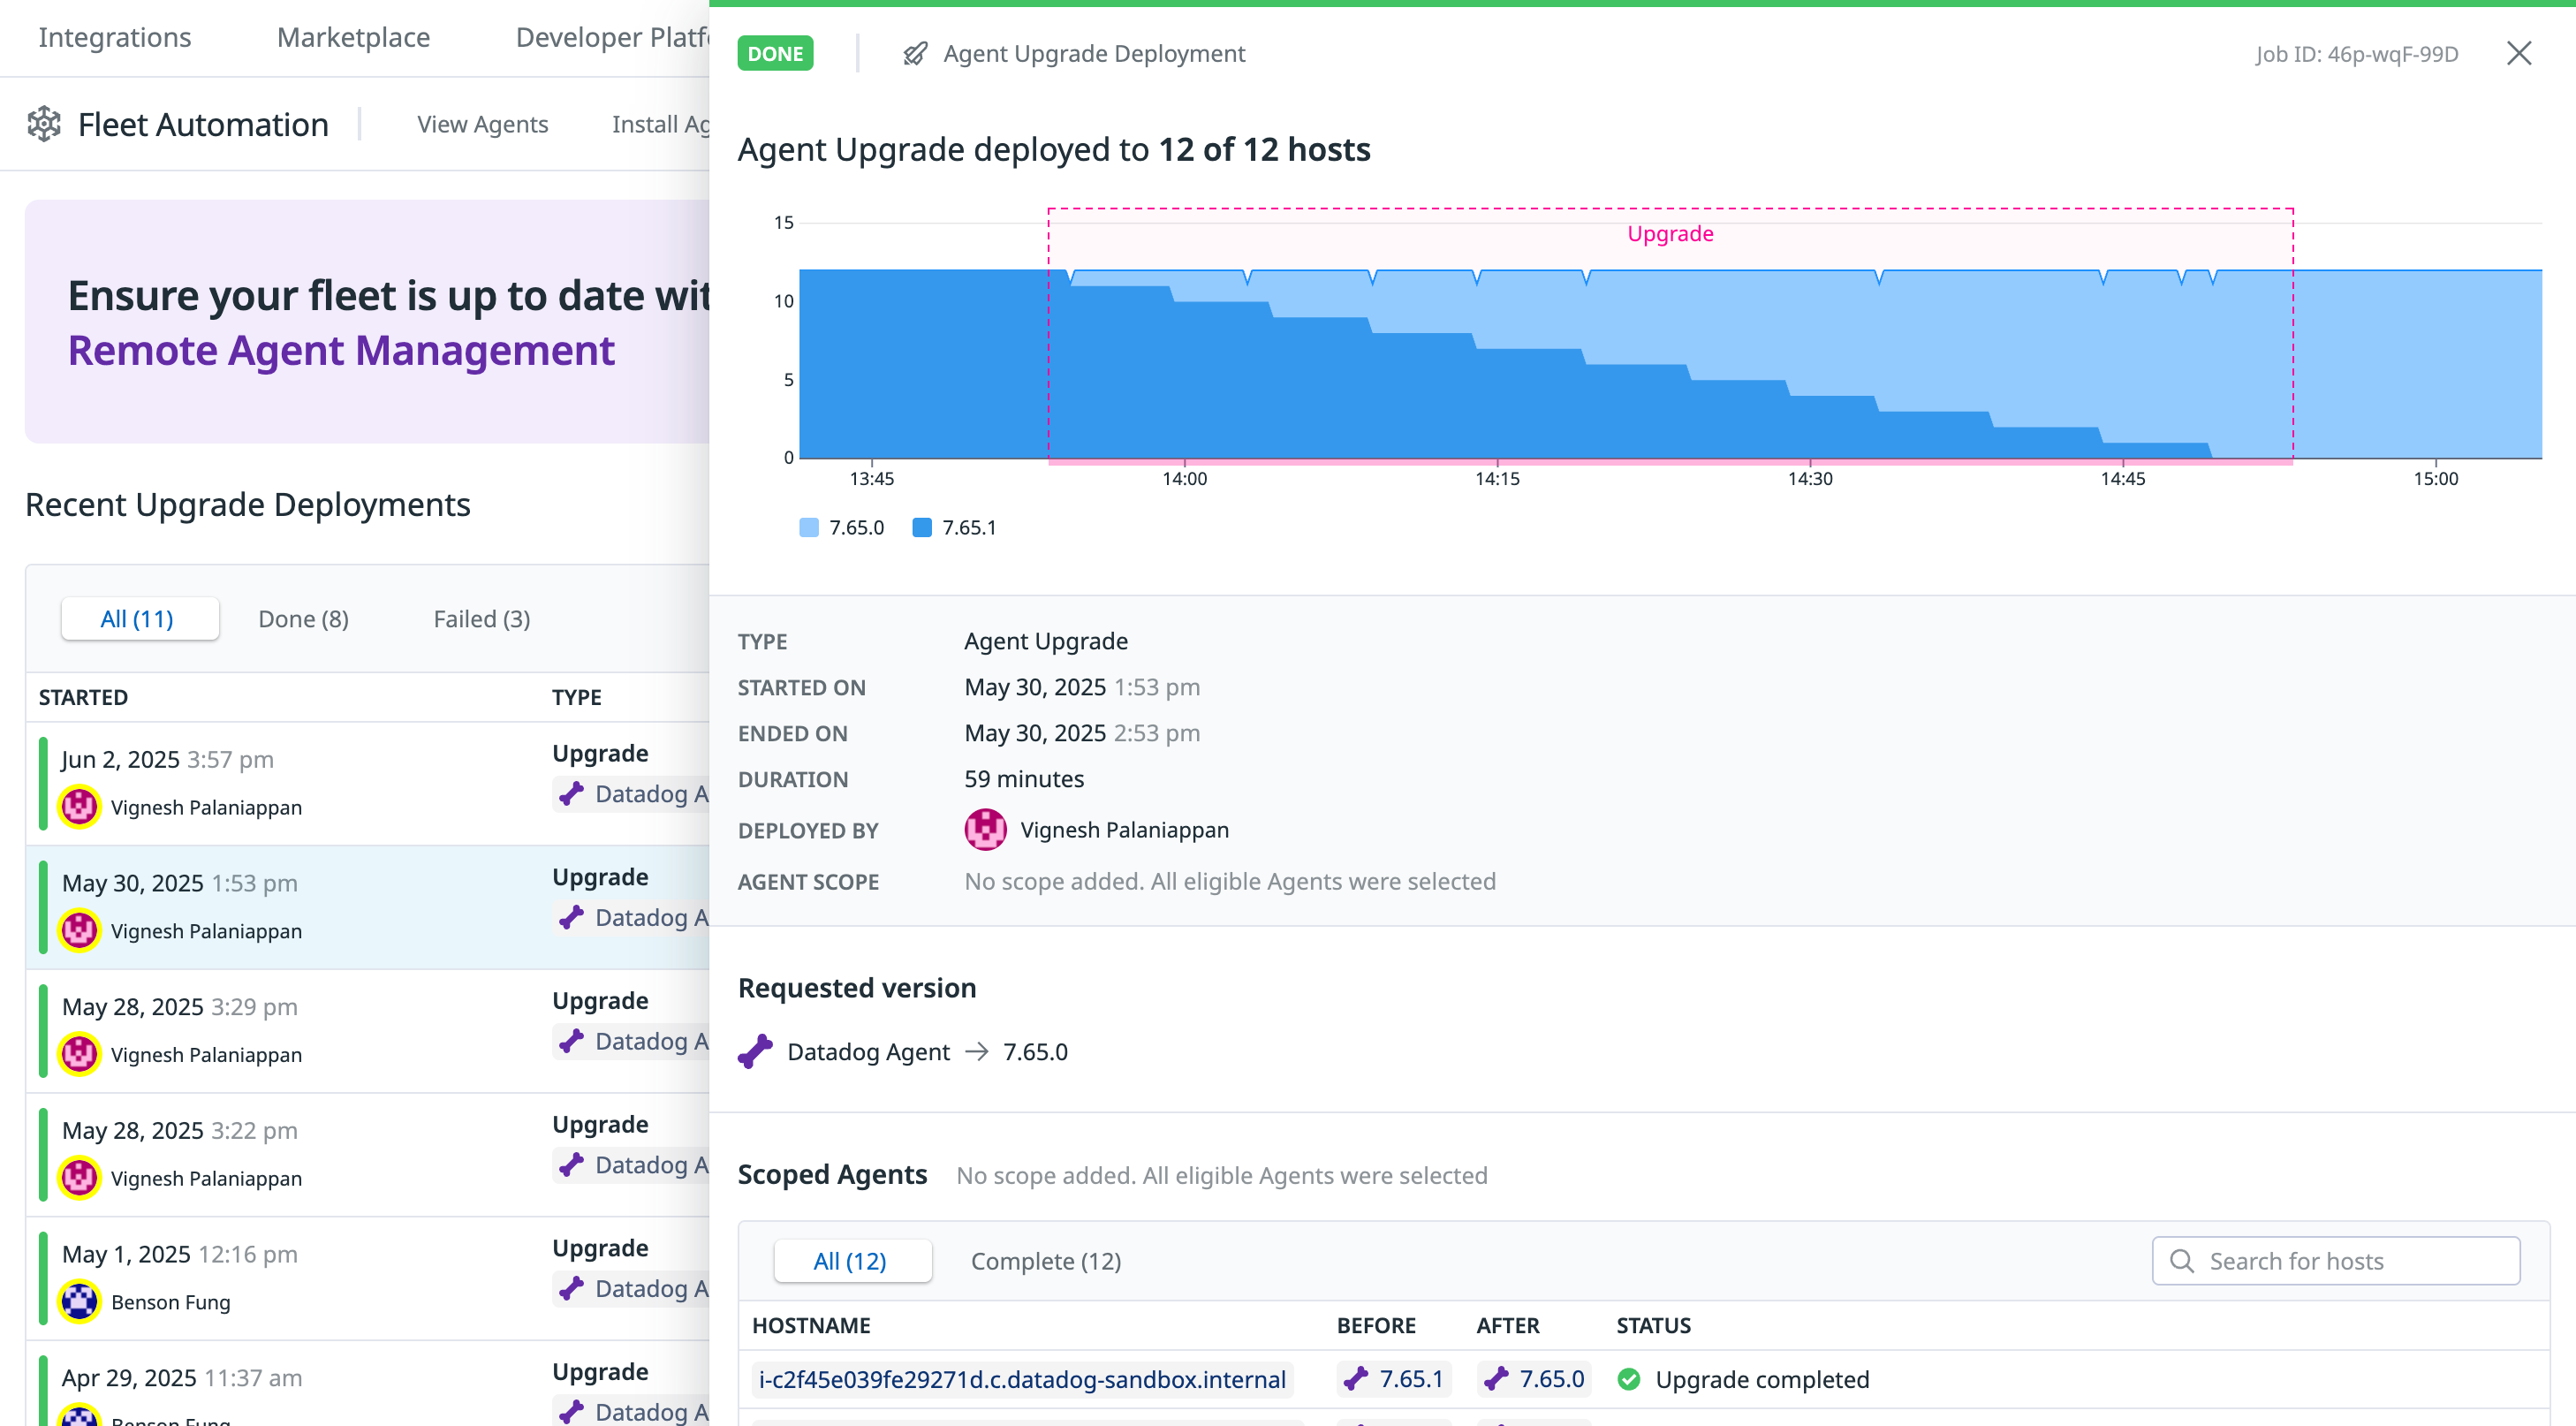 Integrations Marketplace Developer Platf
Fleet Automation View Agents Install Ag
Ensure your fleet is up to date wit
Remote Agent Management
Recent Upgrade Deployments
All (11) Done (8) Failed (3)
STARTED TYPE
Jun 2, 2025 3:57 pm Upgrade
Vignesh Palaniappan Datadog A
May 30, 2025 1:53 pm Upgrade
Vignesh Palaniappan Datadog A
May 28, 2025 3:29 pm Upgrade
Vignesh Palaniappan Datadog A
May 28, 2025 3:22 pm Upgrade
Vignesh Palaniappan Datadog A
May 1, 2025 12:16 pm Upgrade
Benson Fung Datadog A
Apr 29, 2025 11:37 am Upgrade
Benson Fung Datadog A
DONE Agent Upgrade Deployment Job ID: 46p-wqF-99D
Agent Upgrade deployed to 12 of 12 hosts
15
Upgrade
10
5
0
13:45 14:00 14:15 14:30 14:45 15:00
7.65.0 7.65.1
TYPE Agent Upgrade
STARTED ON May 30, 2025 1:53 pm
ENDED ON May 30, 2025 2:53 pm
DURATION 59 minutes
DEPLOYED BY Vignesh Palaniappan
AGENT SCOPE No scope added. All eligible Agents were selected
Requested version
Datadog Agent → 7.65.0
Scoped Agents No scope added. All eligible Agents were selected
All (12) Complete (12) Search for hosts
HOSTNAME BEFORE AFTER STATUS
i-c2f45e039fe29271d.c.datadog-sandbox.internal 7.65.1 7.65.0 Upgrade completed